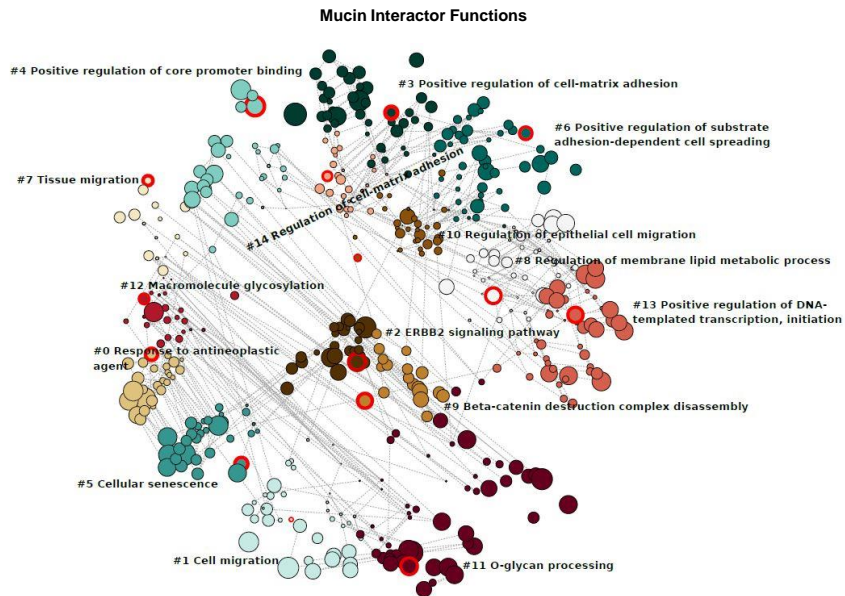 Mucin Interactor Functions
#4 Positive regulation of core promoter binding
#3 Positive regulation of cell-matrix adhesion
#6 Positive regulation of substrate
adhesion-dependent cell spreading
#7 Tissue migration
#14 Regulation of cell-matrix adhesion
#10 Regulation of epithelial cell migration
#8 Regulation of membrane lipid metabolic process
#12 Macromolecule glycosylation
#13 Positive regulation of DNA-
templated transcription, initiation
#2 ERBB2 signaling pathway
#0 Response to antineoplastic
agent
#9 Beta-catenin destruction complex disassembly
#5 Cellular senescence
#1 Cell migration
#11 O-glycan processing